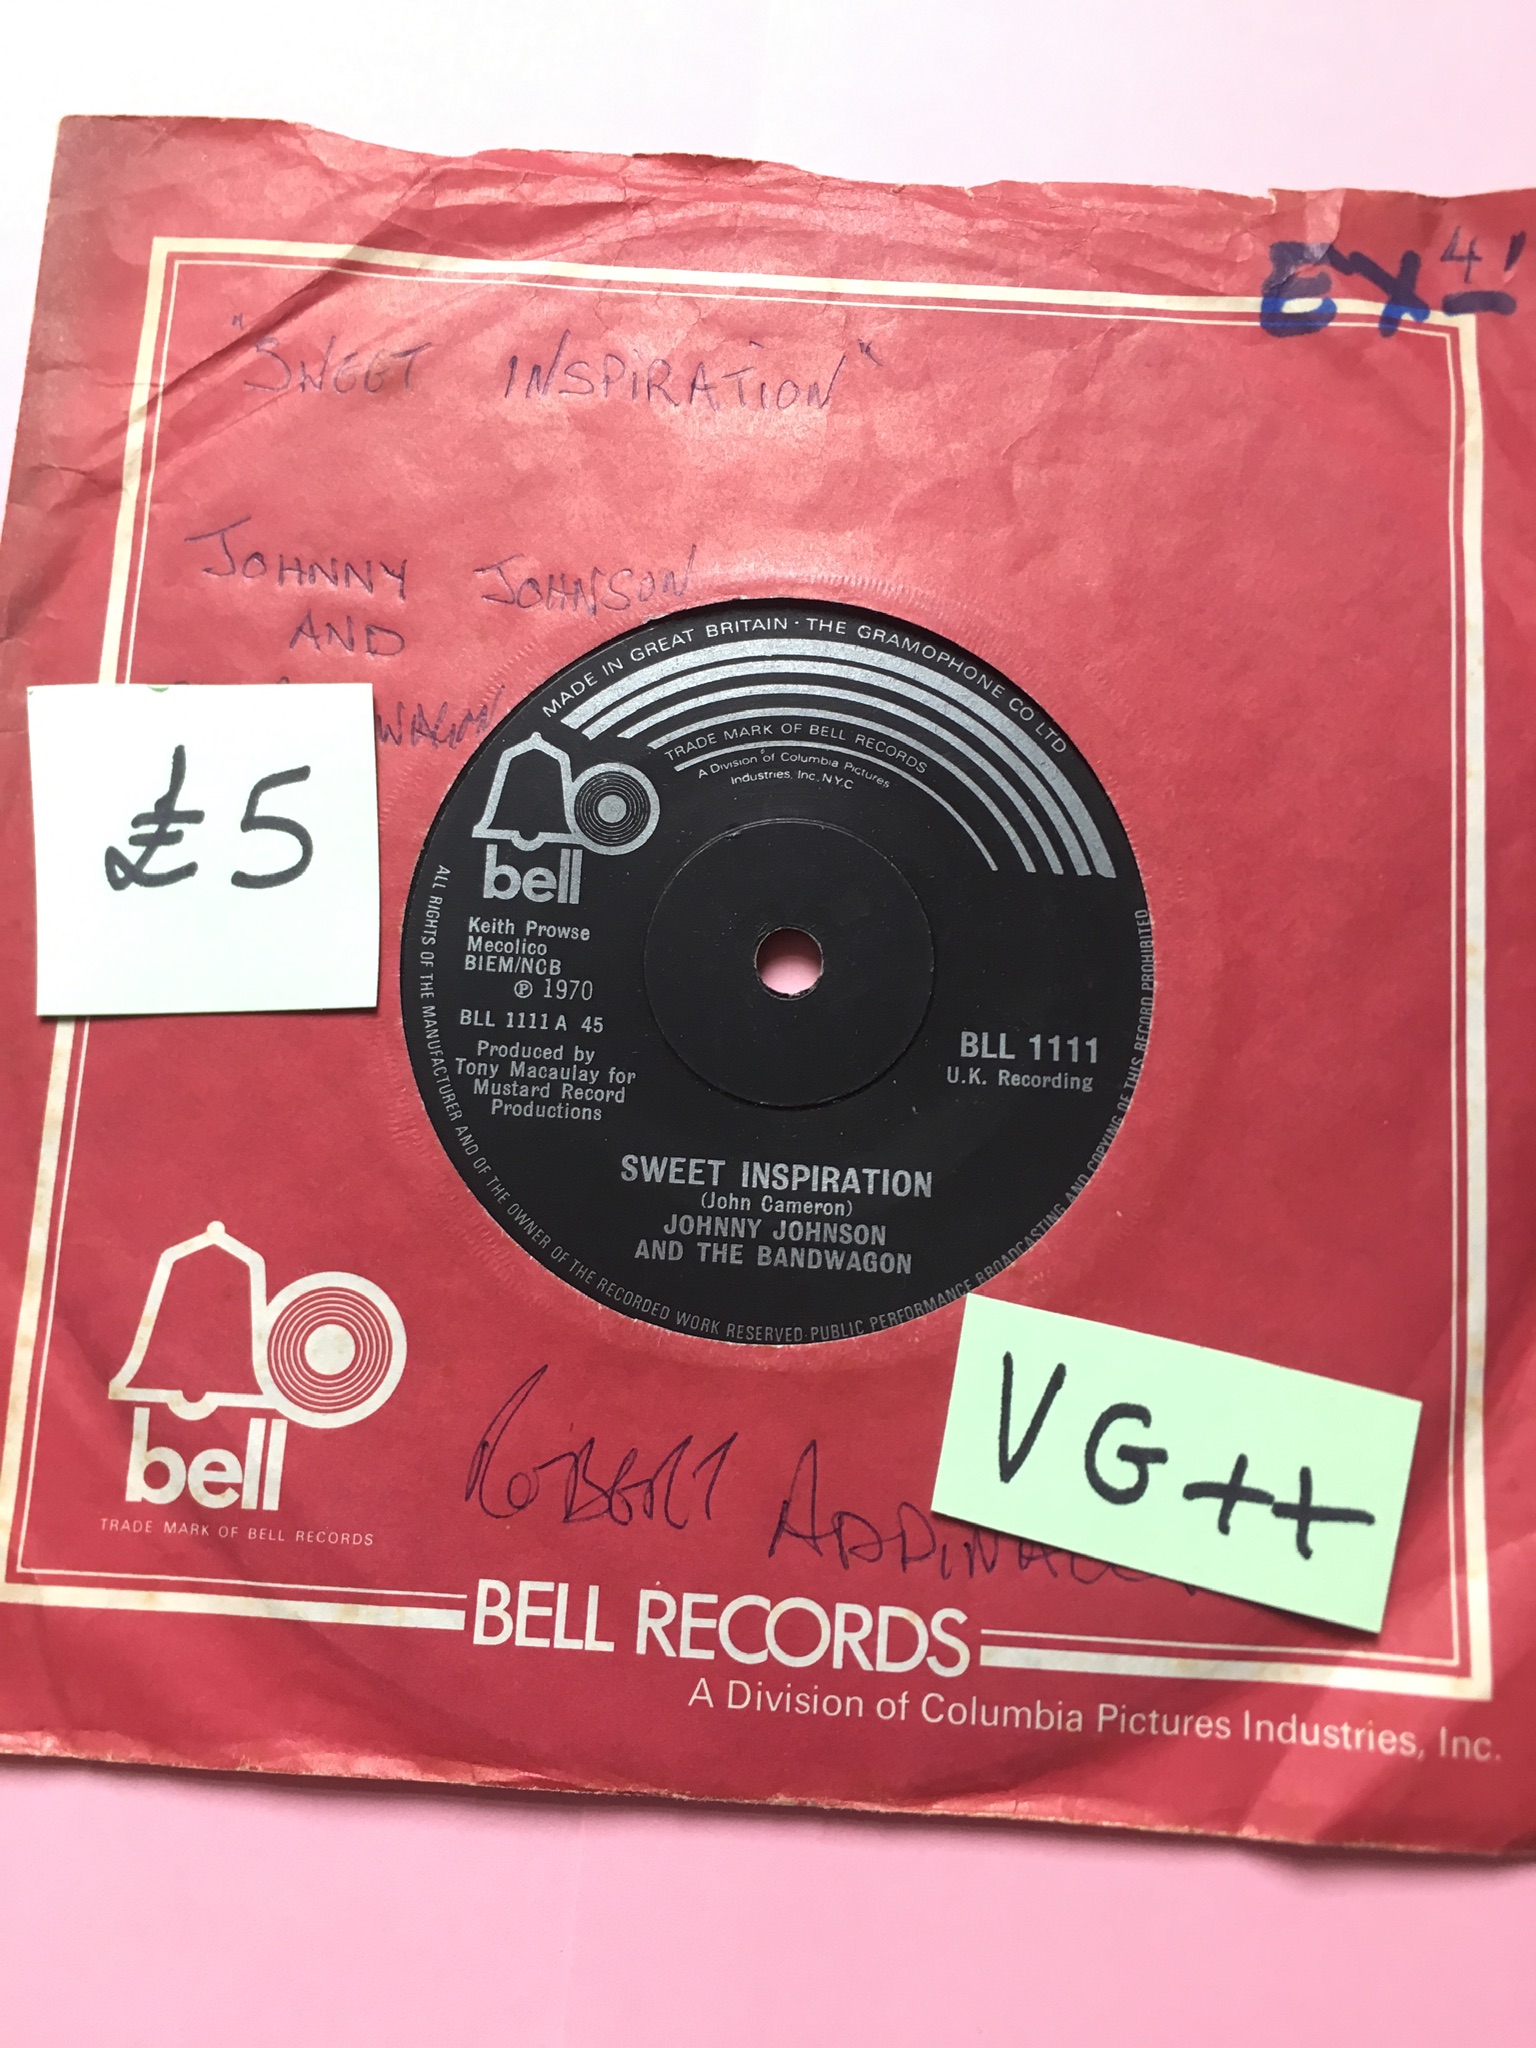 EX 4'
"SWEET INSPIRATION"
JOHNNY JOHNSON
AND
WAGON
£5
MADE IN GREAT BRITAIN · THE GRAMOPHONE CO LTD
TRADE MARK OF BELL RECORDS
A Division of Columbia Pictures
Industries, Inc., N.Y.C
bell
Keith Prowse
Mecolico
BIEM/NCB
℗ 1970
BLL 1111 A 45
Produced by
Tony Macaulay for
Mustard Record
Productions
BLL 1111
U.K. Recording
SWEET INSPIRATION
(John Cameron)
JOHNNY JOHNSON
AND THE BANDWAGON
ALL RIGHTS OF THE MANUFACTURER AND OF THE OWNER OF THE RECORDED WORK RESERVED · PUBLIC PERFORMANCE BROADCASTING AND COPYING OF THIS RECORD PROHIBITED
VG++
ROBERT
bell
TRADE MARK OF BELL RECORDS
BELL RECORDS
A Division of Columbia Pictures Industries, Inc.